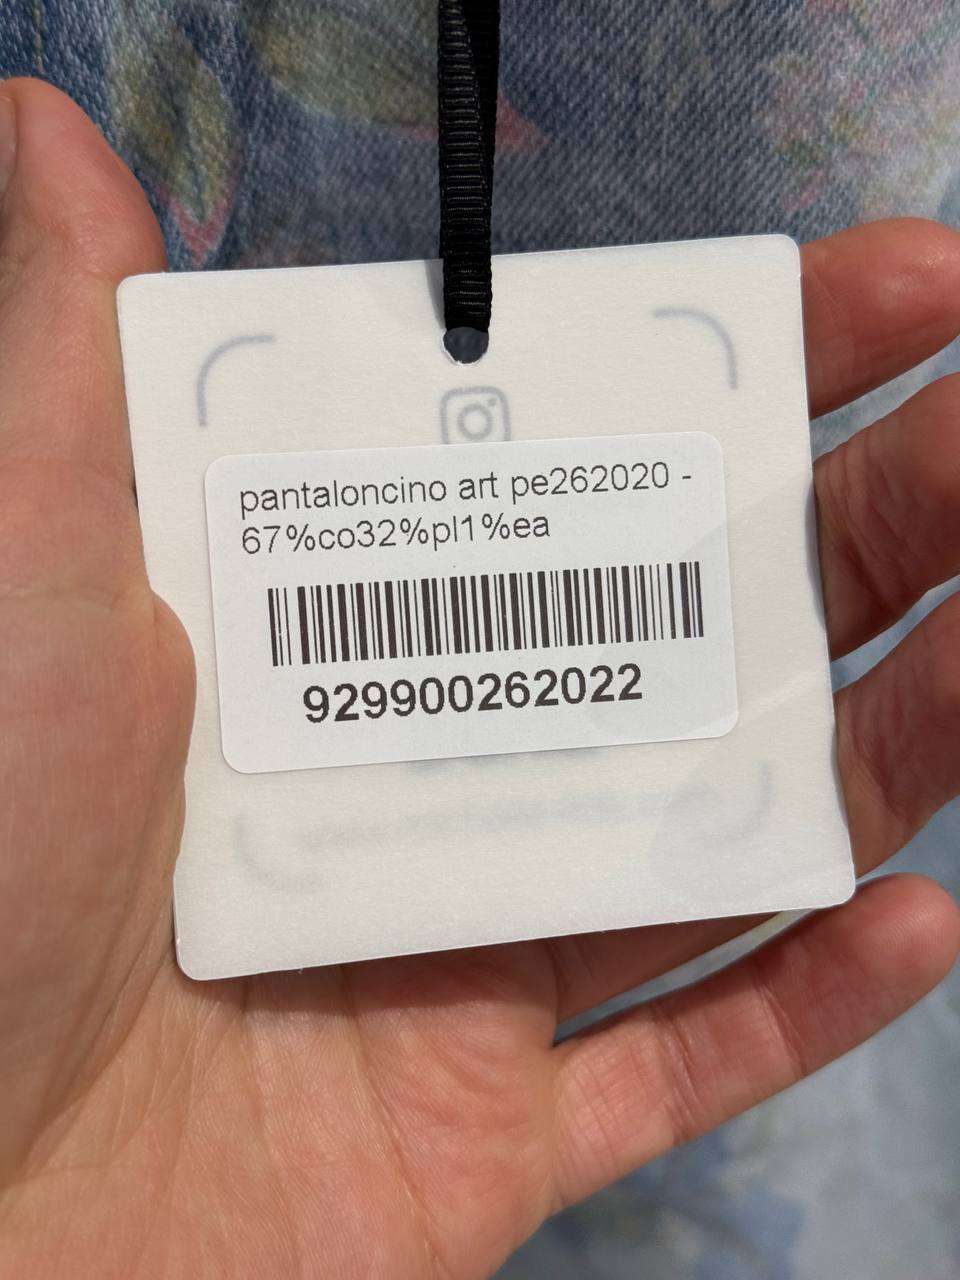 pantaloncino art pe262020 -
67%co32%pl1%ea
929900262022